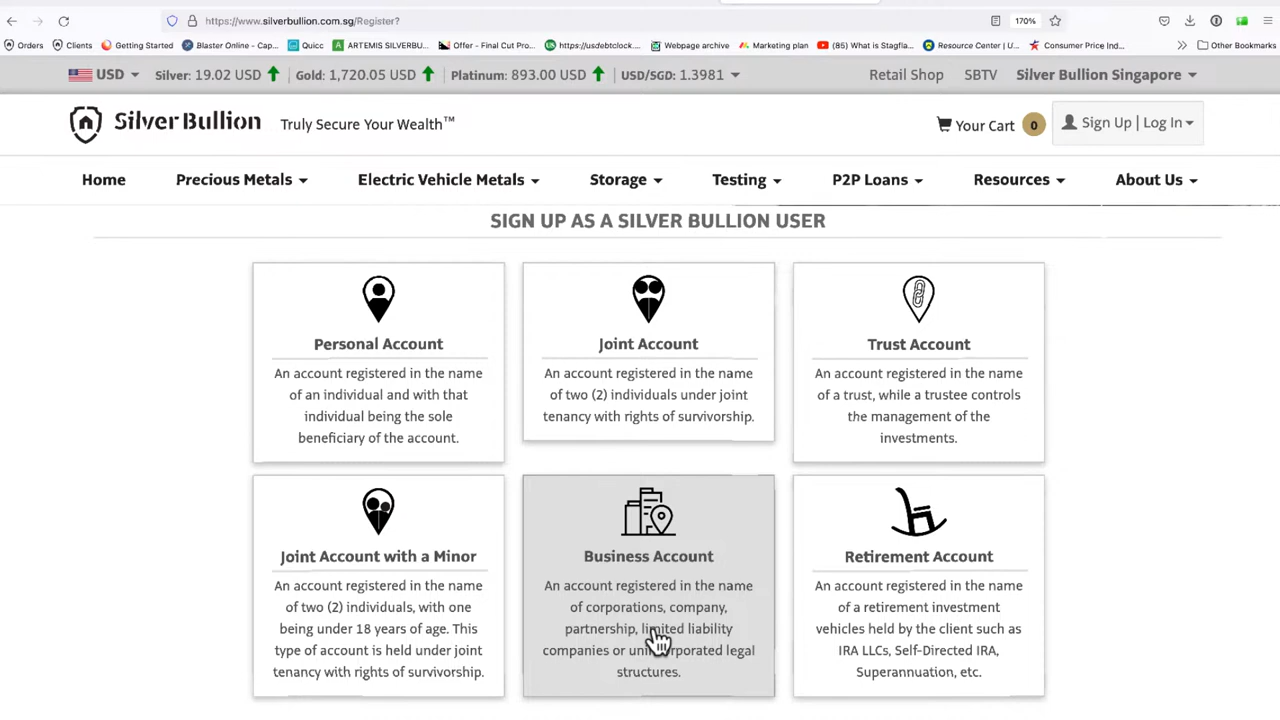 https://www.silverbullion.com.sg/Register?
170%
Orders
Clients
Getting Started
Blaster Online - Cap...
Quicc
ARTEMIS SILVERBU...
Offer - Final Cut Pro...
https://usdebtclock....
Webpage archive
Marketing plan
(85) What is Stagfla...
Resource Center | U...
Consumer Price Ind...
Other Bookmarks
USD
Silver: 19.02 USD
Gold: 1,720.05 USD
Platinum: 893.00 USD
USD/SGD: 1.3981
Retail Shop
SBTV
Silver Bullion Singapore
Silver Bullion
Truly Secure Your Wealth™
Your Cart 0
Sign Up | Log In
Home
Precious Metals
Electric Vehicle Metals
Storage
Testing
P2P Loans
Resources
About Us
SIGN UP AS A SILVER BULLION USER
Personal Account
An account registered in the name
of an individual and with that
individual being the sole
beneficiary of the account.
Joint Account
An account registered in the name
of two (2) individuals under joint
tenancy with rights of survivorship.
Trust Account
An account registered in the name
of a trust, while a trustee controls
the management of the
investments.
Joint Account with a Minor
An account registered in the name
of two (2) individuals, with one
being under 18 years of age. This
type of account is held under joint
tenancy with rights of survivorship.
Business Account
An account registered in the name
of corporations, company,
partnership, limited liability
companies or unincorporated legal
structures.
Retirement Account
An account registered in the name
of a retirement investment
vehicles held by the client such as
IRA LLCs, Self-Directed IRA,
Superannuation, etc.